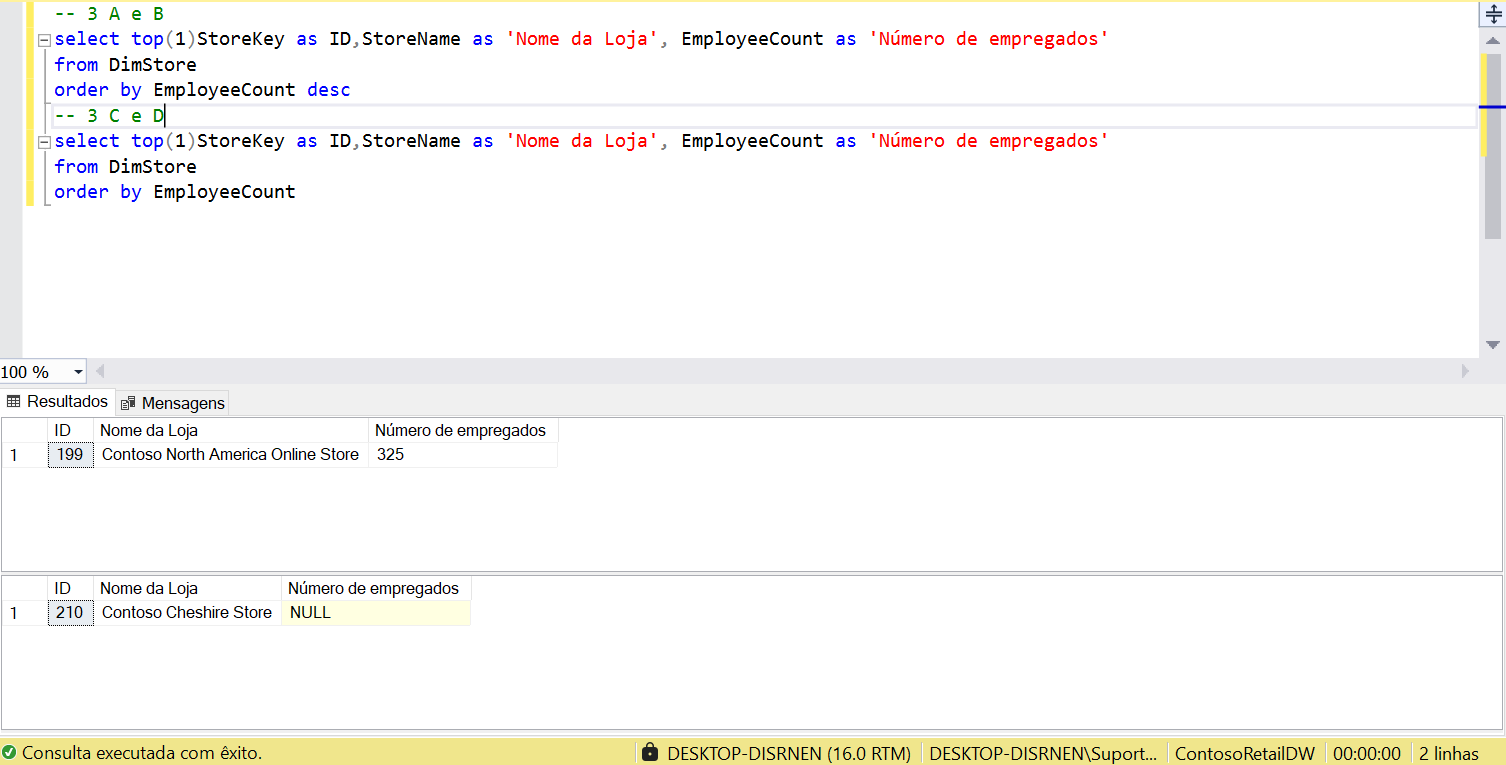 -- 3 A e B
select top(1)StoreKey as ID,StoreName as 'Nome da Loja', EmployeeCount as 'Número de empregados'
from DimStore
order by EmployeeCount desc
-- 3 C e D
select top(1)StoreKey as ID,StoreName as 'Nome da Loja', EmployeeCount as 'Número de empregados'
from DimStore
order by EmployeeCount
100 %
Resultados Mensagens
ID Nome da Loja Número de empregados
1 199 Contoso North America Online Store 325
ID Nome da Loja Número de empregados
1 210 Contoso Cheshire Store NULL
Consulta executada com êxito. DESKTOP-DISRNEN (16.0 RTM) DESKTOP-DISRNEN\Suport... ContosoRetailDW 00:00:00 2 linhas